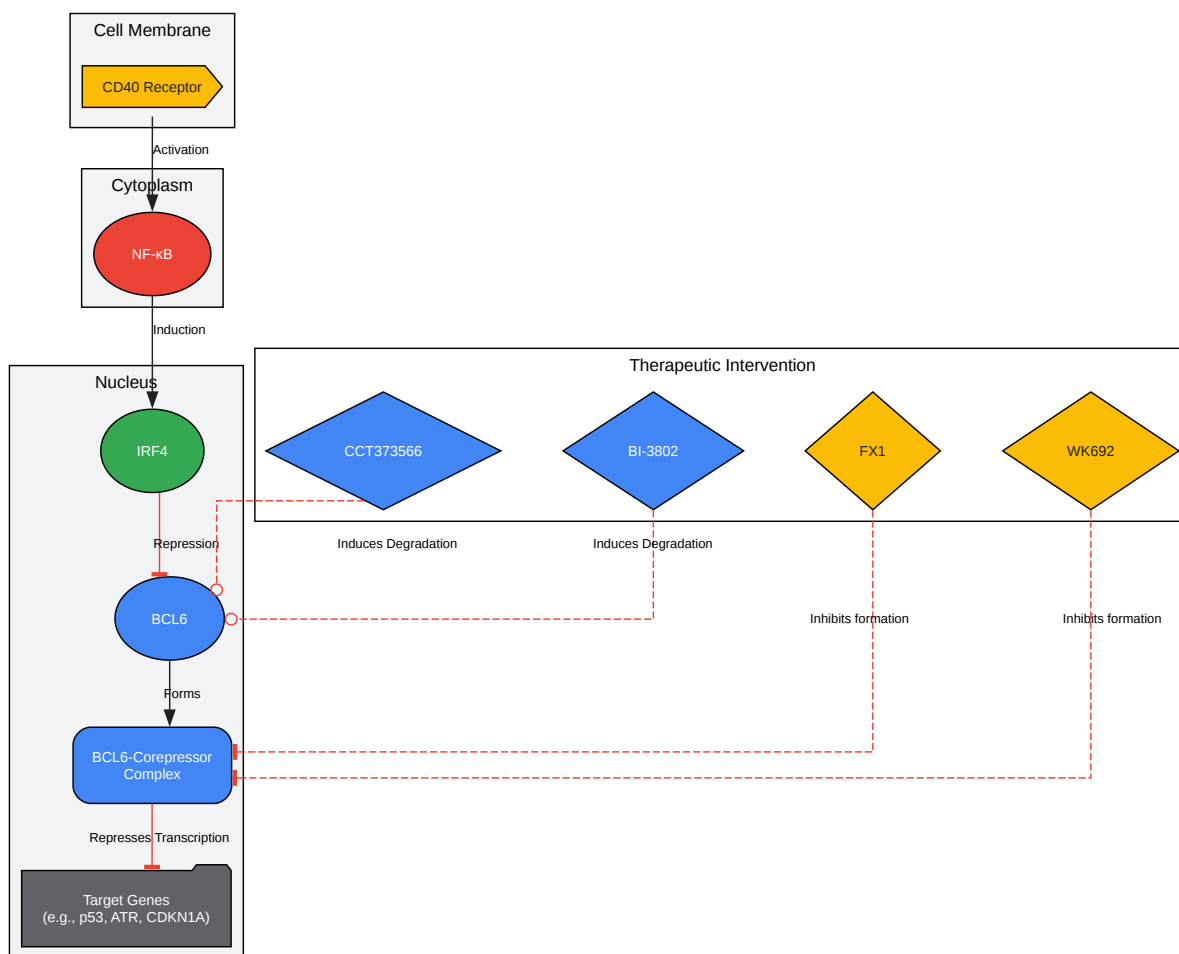 Cell Membrane
CD40 Receptor
Activation
Cytoplasm
NF-κB
Induction
Nucleus
IRF4
Repression
BCL6
Forms
BCL6-Corepressor
Complex
Represses Transcription
Target Genes
(e.g., p53, ATR, CDKN1A)
Therapeutic Intervention
CCT373566
BI-3802
FX1
WK692
Induces Degradation
Induces Degradation
Inhibits formation
Inhibits formation